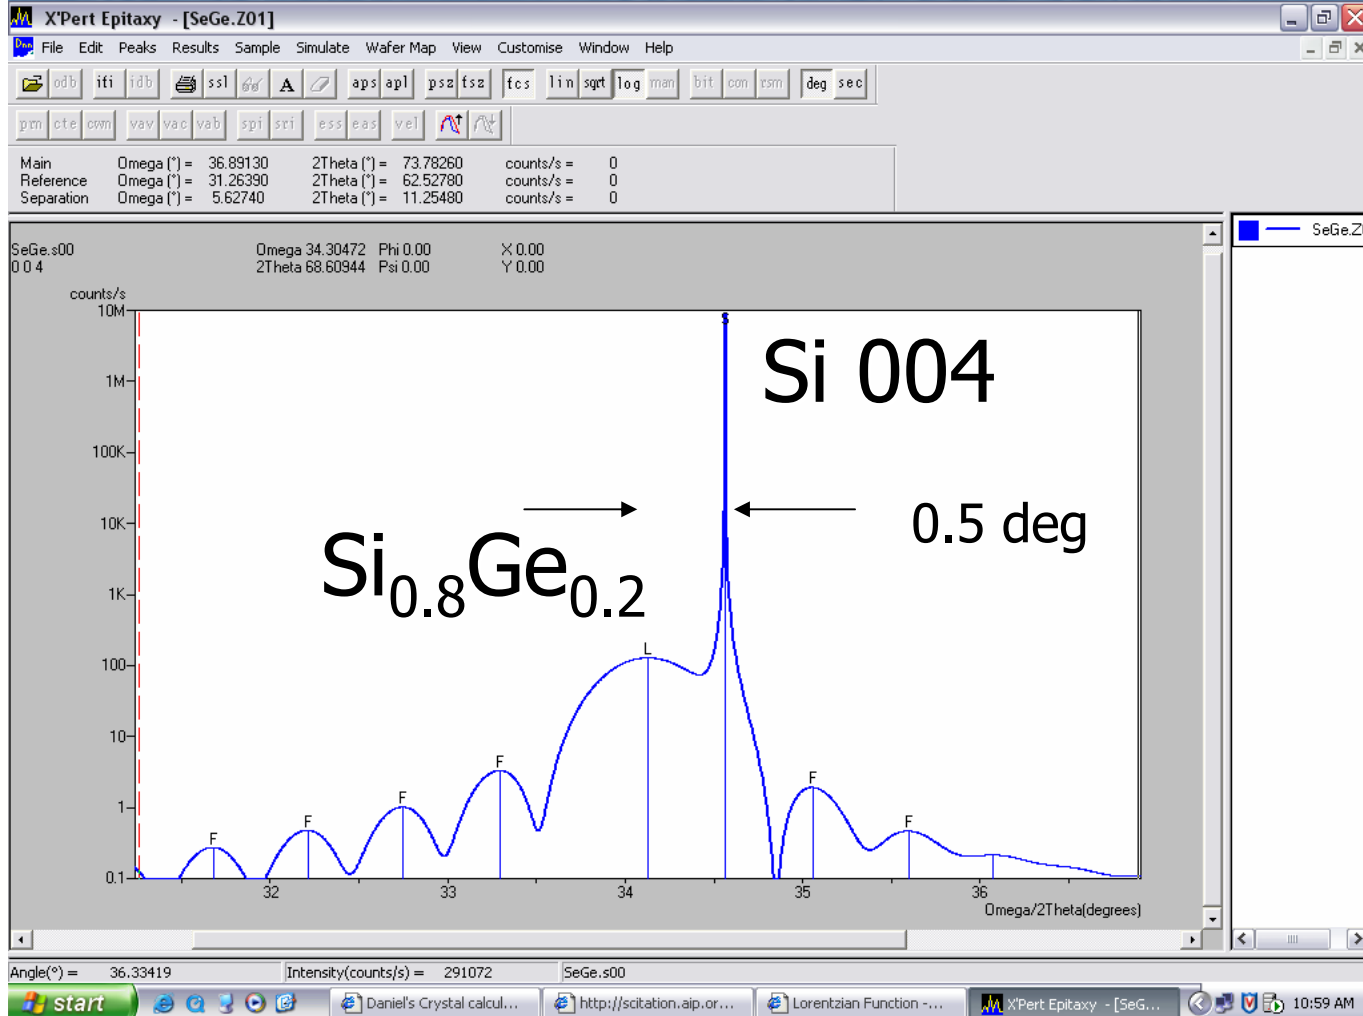 X'Pert Epitaxy - [SeGe.Z01]
File Edit Peaks Results Sample Simulate Wafer Map View Customise Window Help
odb ifi idb ssl A aps apl psz fsz fcs lin sqrt log man bit con rsm deg sec
prn cte cwn vav vac vab spi sri ess eas vel
Main Omega (°) = 36.89130 2Theta (°) = 73.78260 counts/s = 0
Reference Omega (°) = 31.26390 2Theta (°) = 62.52780 counts/s = 0
Separation Omega (°) = 5.62740 2Theta (°) = 11.25480 counts/s = 0
SeGe.Z0
SeGe.s00 Omega 34.30472 Phi 0.00 X 0.00
0 0 4 2Theta 68.60944 Psi 0.00 Y 0.00
counts/s
10M
S
Si 004
1M
100K
10K
0.5 deg
Si0.8Ge0.2
1K
L
100
10
F
F
F
1
F
F
F
0.1
32 33 34 35 36
Omega/2Theta(degrees)
Angle(°) = 36.33419 Intensity(counts/s) = 291072 SeGe.s00
start Daniel's Crystal calcul... http://scitation.aip.or... Lorentzian Function -... X'Pert Epitaxy - [SeG... 10:59 AM